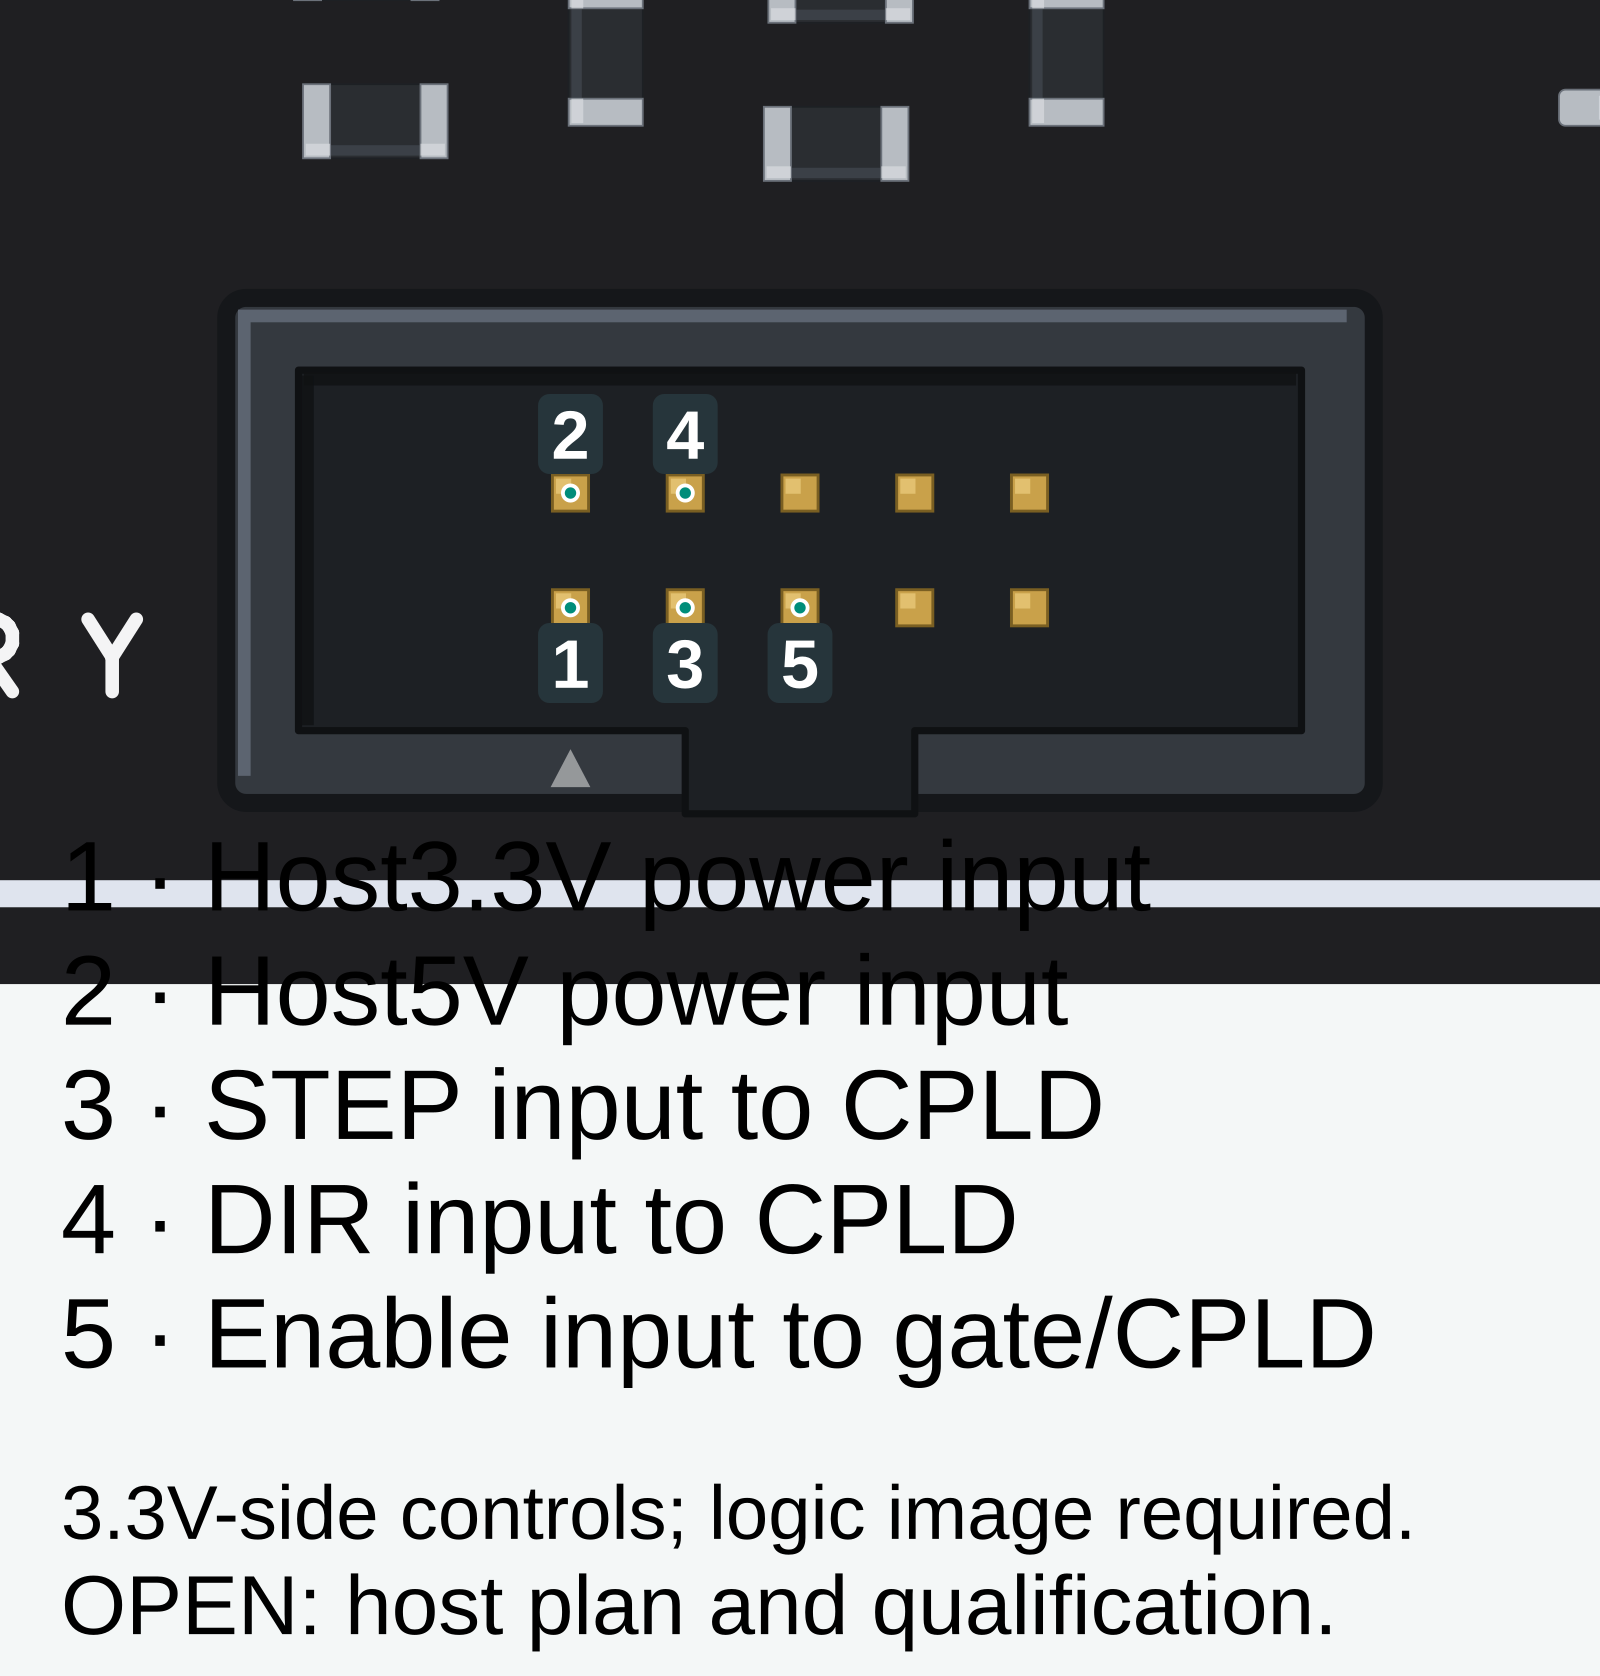 2 4
1 3 5
RY
1 · Host3.3V power input
2 · Host5V power input
3 · STEP input to CPLD
4 · DIR input to CPLD
5 · Enable input to gate/CPLD
3.3V-side controls; logic image required.
OPEN: host plan and qualification.